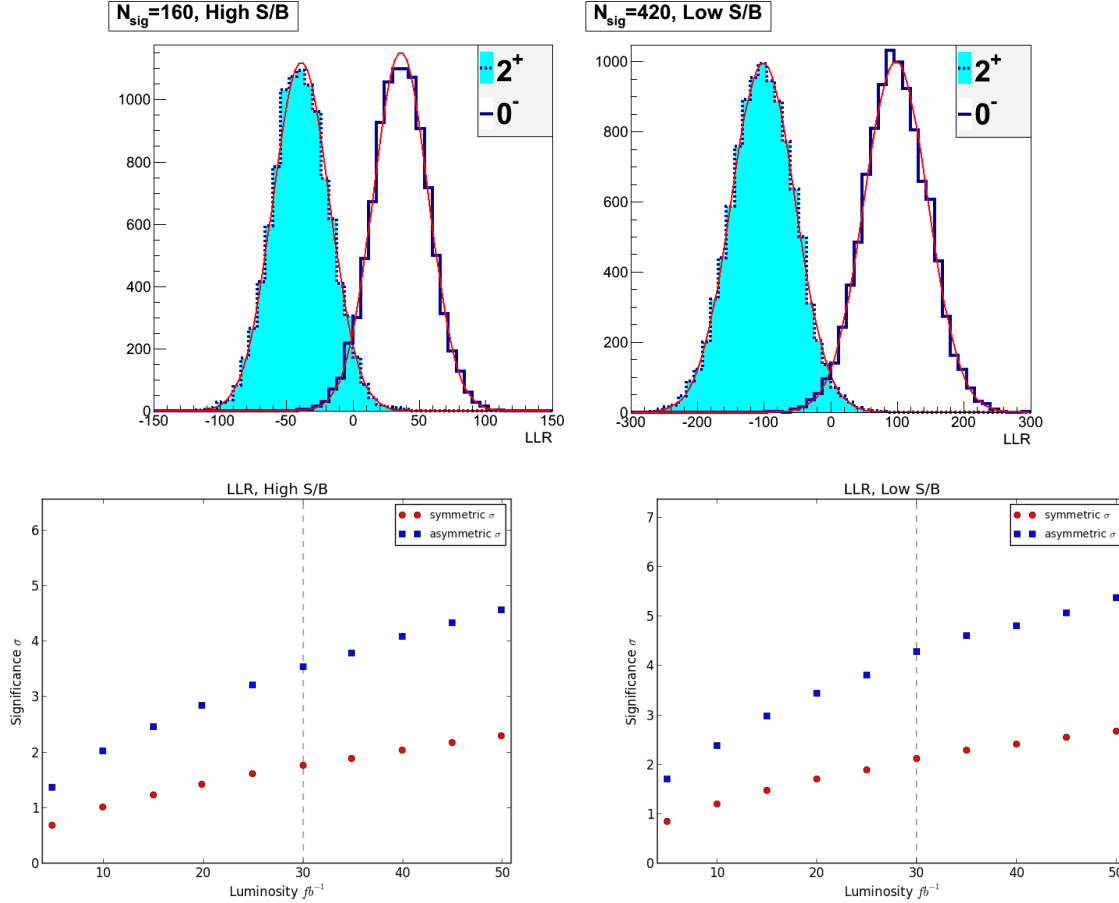 N_sig=160, High S/B
2⁺
0⁻
1000
800
600
400
200
0
-150 -100 -50 0 50 100 150
LLR
N_sig=420, Low S/B
2⁺
0⁻
1000
800
600
400
200
0
-300 -200 -100 0 100 200 300
LLR
LLR, High S/B
symmetric σ
asymmetric σ
6
5
4
3
2
1
0
Significance σ
10 20 30 40 50
Luminosity fb⁻¹
LLR, Low S/B
symmetric σ
asymmetric σ
7
6
5
4
3
2
1
0
Significance σ
10 20 30 40 50
Luminosity fb⁻¹